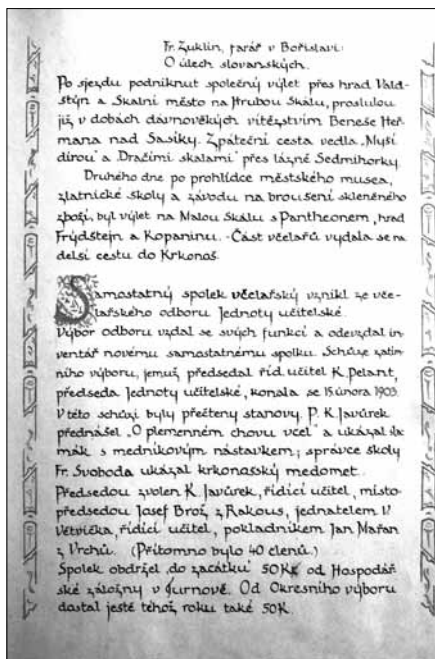 Fr. Žuklin, farář v Bořislavi:
O úlech slovanských.
Po sjezdu podniknut společný výlet přes hrad Vald-
štýn a Skalní město na Hrubou Skálu, proslulou
již v dobách dávnověkých vítězstvím Beneše Heř-
mana nad Sasíky. Zpáteční cesta vedla „Myší
dírou" a Dračími skalami přes lázně Sedmihorky.
Druhého dne po prohlídce městského musea,
zlatnické školy a závodu na broušení skleněného
zboží, byl výlet na Malou Skálu s Pantheonem, hrad
Frýdštejn a Kopaninu. - Část včelařů vydala se na
delší cestu do Krkonoš.
Samostatný spolek včelařský vznikl ze vče-
lařského odboru Jednoty učitelské.
Výbor odboru vzdal se svých funkcí a odevzdal in-
ventář novému samostatnému spolku. Schůze zatím-
ního výboru, jemuž předsedal říd. učitel K. Pelant,
předseda Jednoty učitelské, konala se 15. února 1903.
V této schůzi byly přečteny stanovy. P. K. Javůrek
přednášel „O plemenném chovu včel" a ukázal sla-
mák s medníkovým nástavkem; správce školy
Fr. Svoboda ukázal krkonošský medomet.
Předsedou zvolen K. Javůrek, řídící učitel, místo-
předsedou Josef Brož z Rakous, jednatelem V.
Větvička, řídící učitel, pokladníkem Jan Mařan
z Vrchů. (Přítomno bylo 40 členů.)
Spolek obdržel do začátku 50 K od Hospodář-
ské záložny v Turnově. Od Okresního výboru
dostal ještě téhož roku také 50 K.